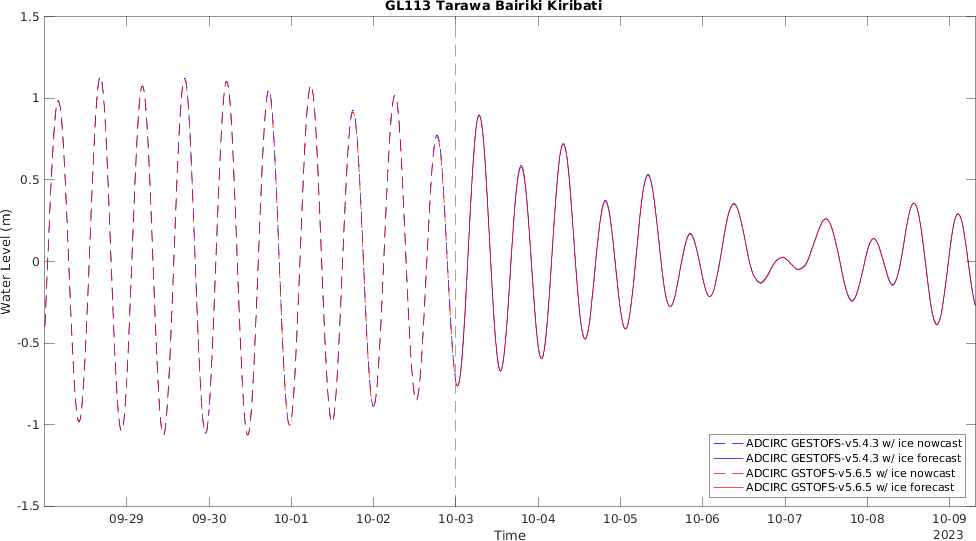 GL113 Tarawa Bairiki Kiribati
1.5
1
0.5
0
-0.5
-1
-1.5
Water Level (m)
ADCIRC GESTOFS-v5.4.3 w/ ice nowcast
ADCIRC GESTOFS-v5.4.3 w/ ice forecast
ADCIRC GSTOFS-v5.6.5 w/ ice nowcast
ADCIRC GSTOFS-v5.6.5 w/ ice forecast
09-29 09-30 10-01 10-02 10-03 10-04 10-05 10-06 10-07 10-08 10-09
Time
2023